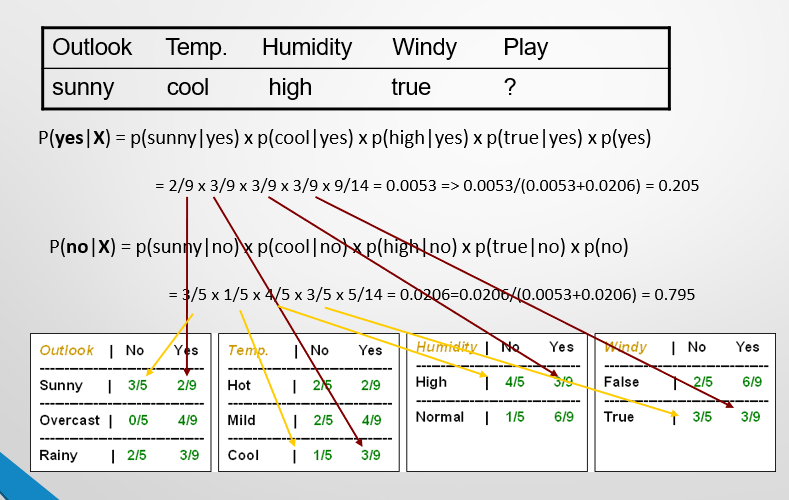 Outlook Temp. Humidity Windy Play
sunny cool high true ?
P(yes|X) = p(sunny|yes) x p(cool|yes) x p(high|yes) x p(true|yes) x p(yes)
= 2/9 x 3/9 x 3/9 x 3/9 x 9/14 = 0.0053 => 0.0053/(0.0053+0.0206) = 0.205
P(no|X) = p(sunny|no) x p(cool|no) x p(high|no) x p(true|no) x p(no)
= 3/5 x 1/5 x 4/5 x 3/5 x 5/14 = 0.0206=0.0206/(0.0053+0.0206) = 0.795
Outlook | No Yes
Sunny | 3/5 2/9
Overcast | 0/5 4/9
Rainy | 2/5 3/9
Temp. | No Yes
Hot | 2/5 2/9
Mild | 2/5 4/9
Cool | 1/5 3/9
Humidity | No Yes
High | 4/5 3/9
Normal | 1/5 6/9
Windy | No Yes
False | 2/5 6/9
True | 3/5 3/9